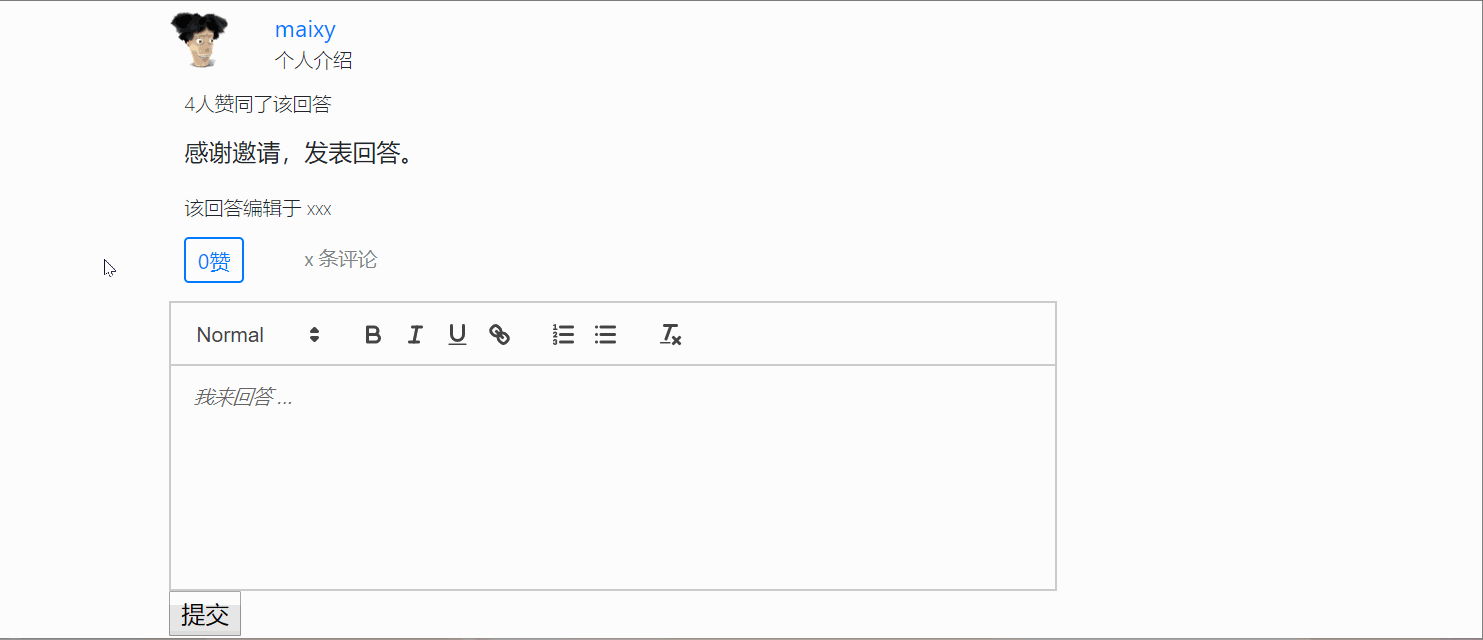 maixy
个人介绍
4人赞同了该回答
感谢邀请，发表回答。
该回答编辑于 xxx
0赞 x 条评论
Normal B I U
我来回答 ...
提交